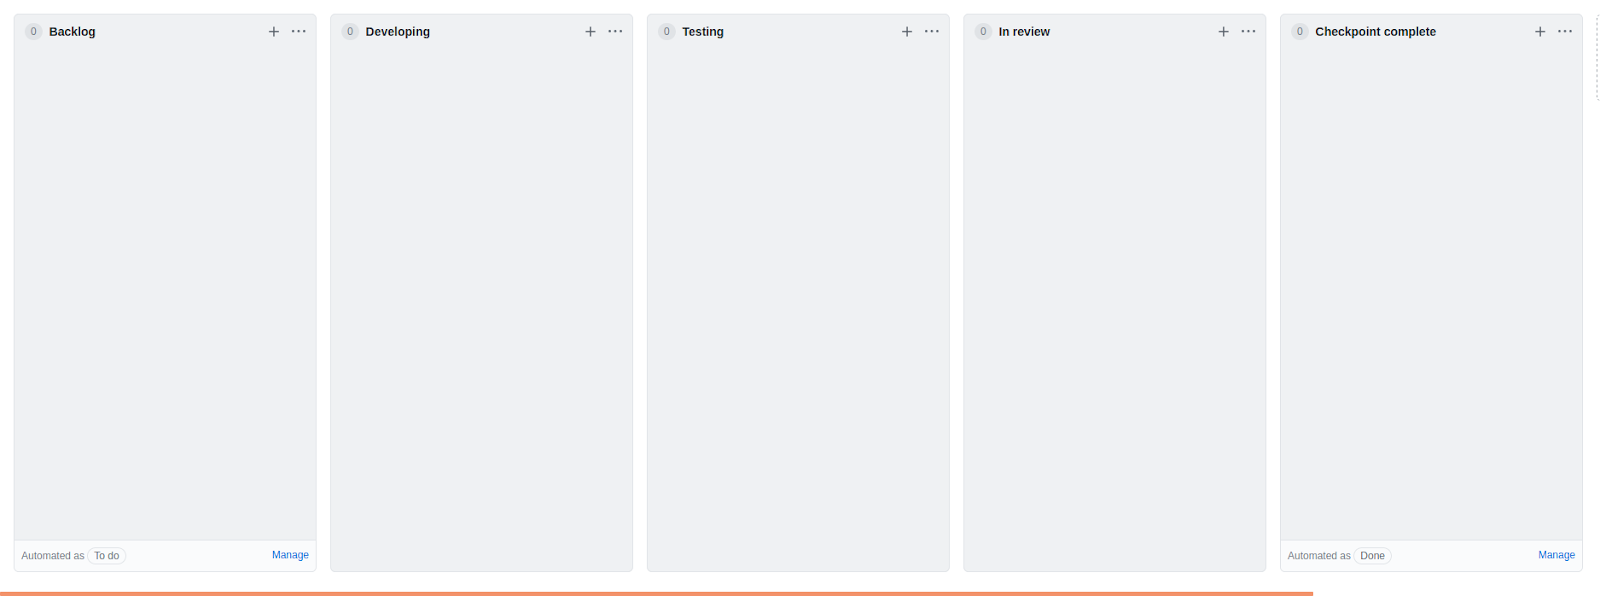 0 Backlog
0 Developing
0 Testing
0 In review
0 Checkpoint complete
Automated as To do Manage
Automated as Done Manage